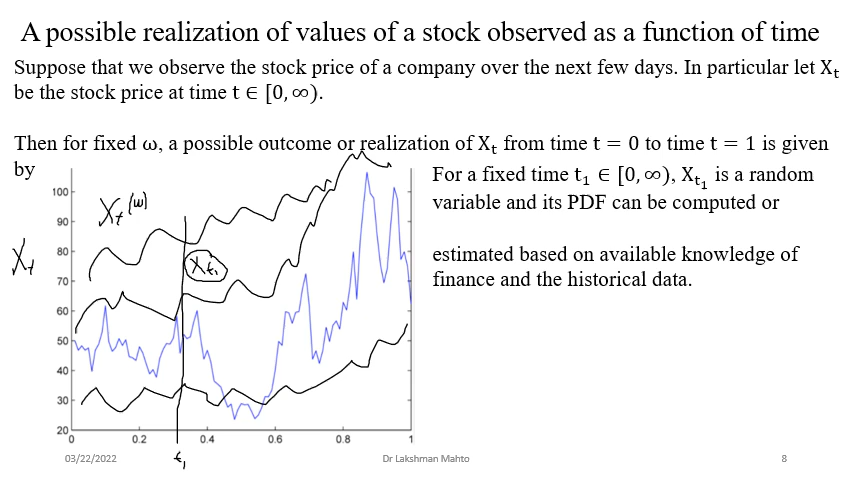 A possible realization of values of a stock observed as a function of time
Suppose that we observe the stock price of a company over the next few days. In particular let Xₜ
be the stock price at time t ∈ [0, ∞).
Then for fixed ω, a possible outcome or realization of Xₜ from time t = 0 to time t = 1 is given
by
For a fixed time t₁ ∈ [0, ∞), Xₜ₁ is a random
variable and its PDF can be computed or
estimated based on available knowledge of
finance and the historical data.
Xₜ(ω)
Xₜ₁
Xₜ
100
90
80
70
60
50
40
30
20
0 0.2 0.4 0.6 0.8 1
t₁
03/22/2022 Dr Lakshman Mahto 8